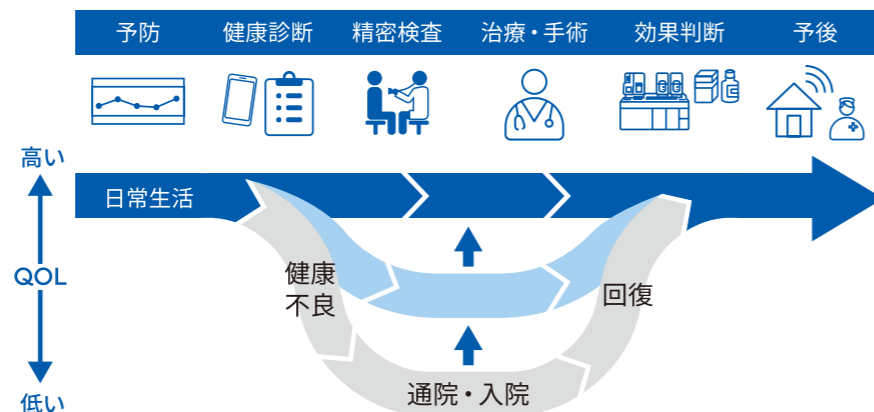 予防 健康診断 精密検査 治療・手術 効果判断 予後
高い
日常生活
QOL
健康
不良
回復
通院・入院
低い